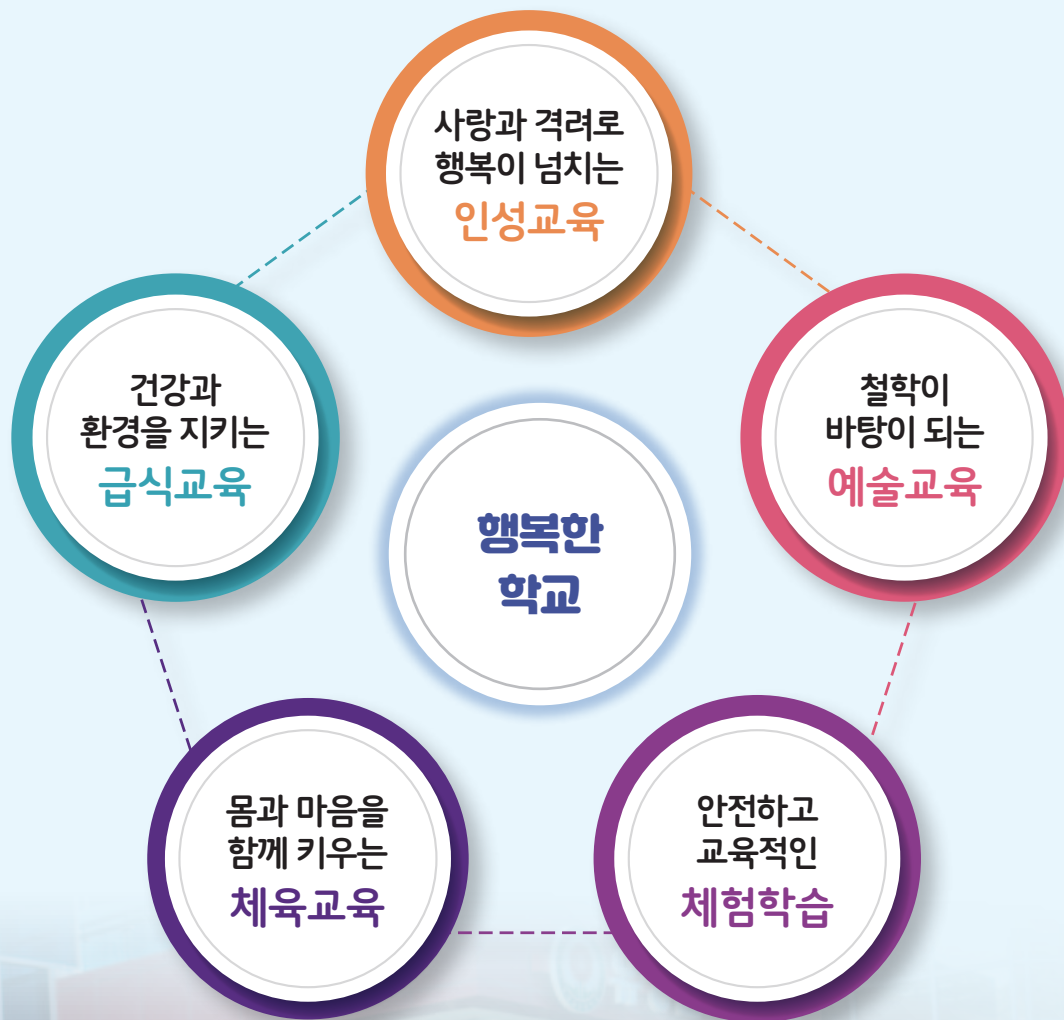 사랑과 격려로
행복이 넘치는
인성교육
건강과
환경을 지키는
급식교육
철학이
바탕이 되는
예술교육
행복한
학교
몸과 마음을
함께 키우는
체육교육
안전하고
교육적인
체험학습